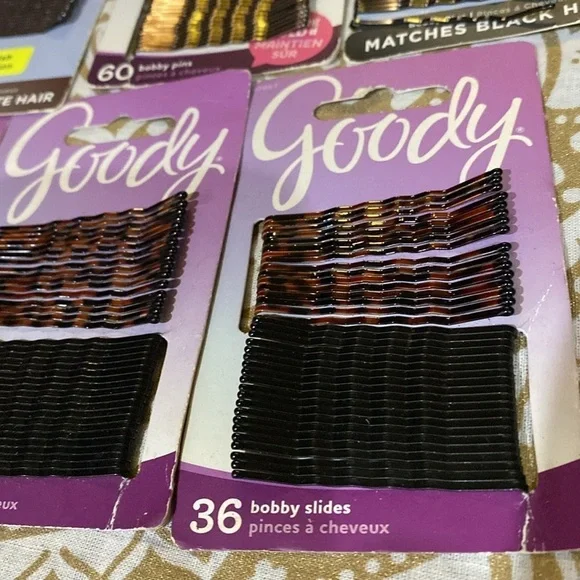 60 bobby pins
pinces à cheveux
MAINTIEN
SÛR
pinces à
MATCHES BLACK H
TE HAIR
goody
goody®
36 bobby slides
pinces à cheveux
eux